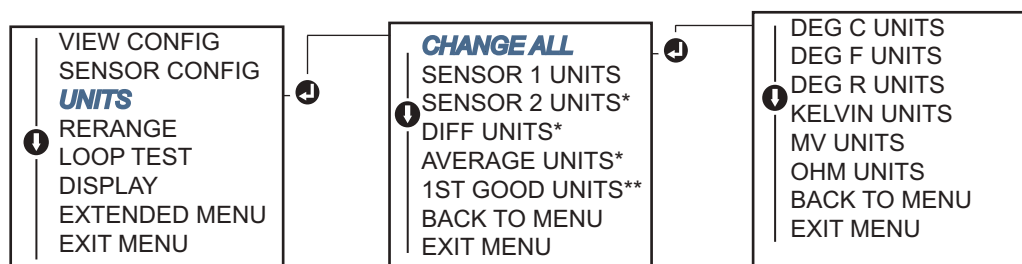 VIEW CONFIG
SENSOR CONFIG
UNITS
RERANGE
LOOP TEST
DISPLAY
EXTENDED MENU
EXIT MENU
CHANGE ALL
SENSOR 1 UNITS
SENSOR 2 UNITS*
DIFF UNITS*
AVERAGE UNITS*
1ST GOOD UNITS**
BACK TO MENU
EXIT MENU
DEG C UNITS
DEG F UNITS
DEG R UNITS
KELVIN UNITS
MV UNITS
OHM UNITS
BACK TO MENU
EXIT MENU